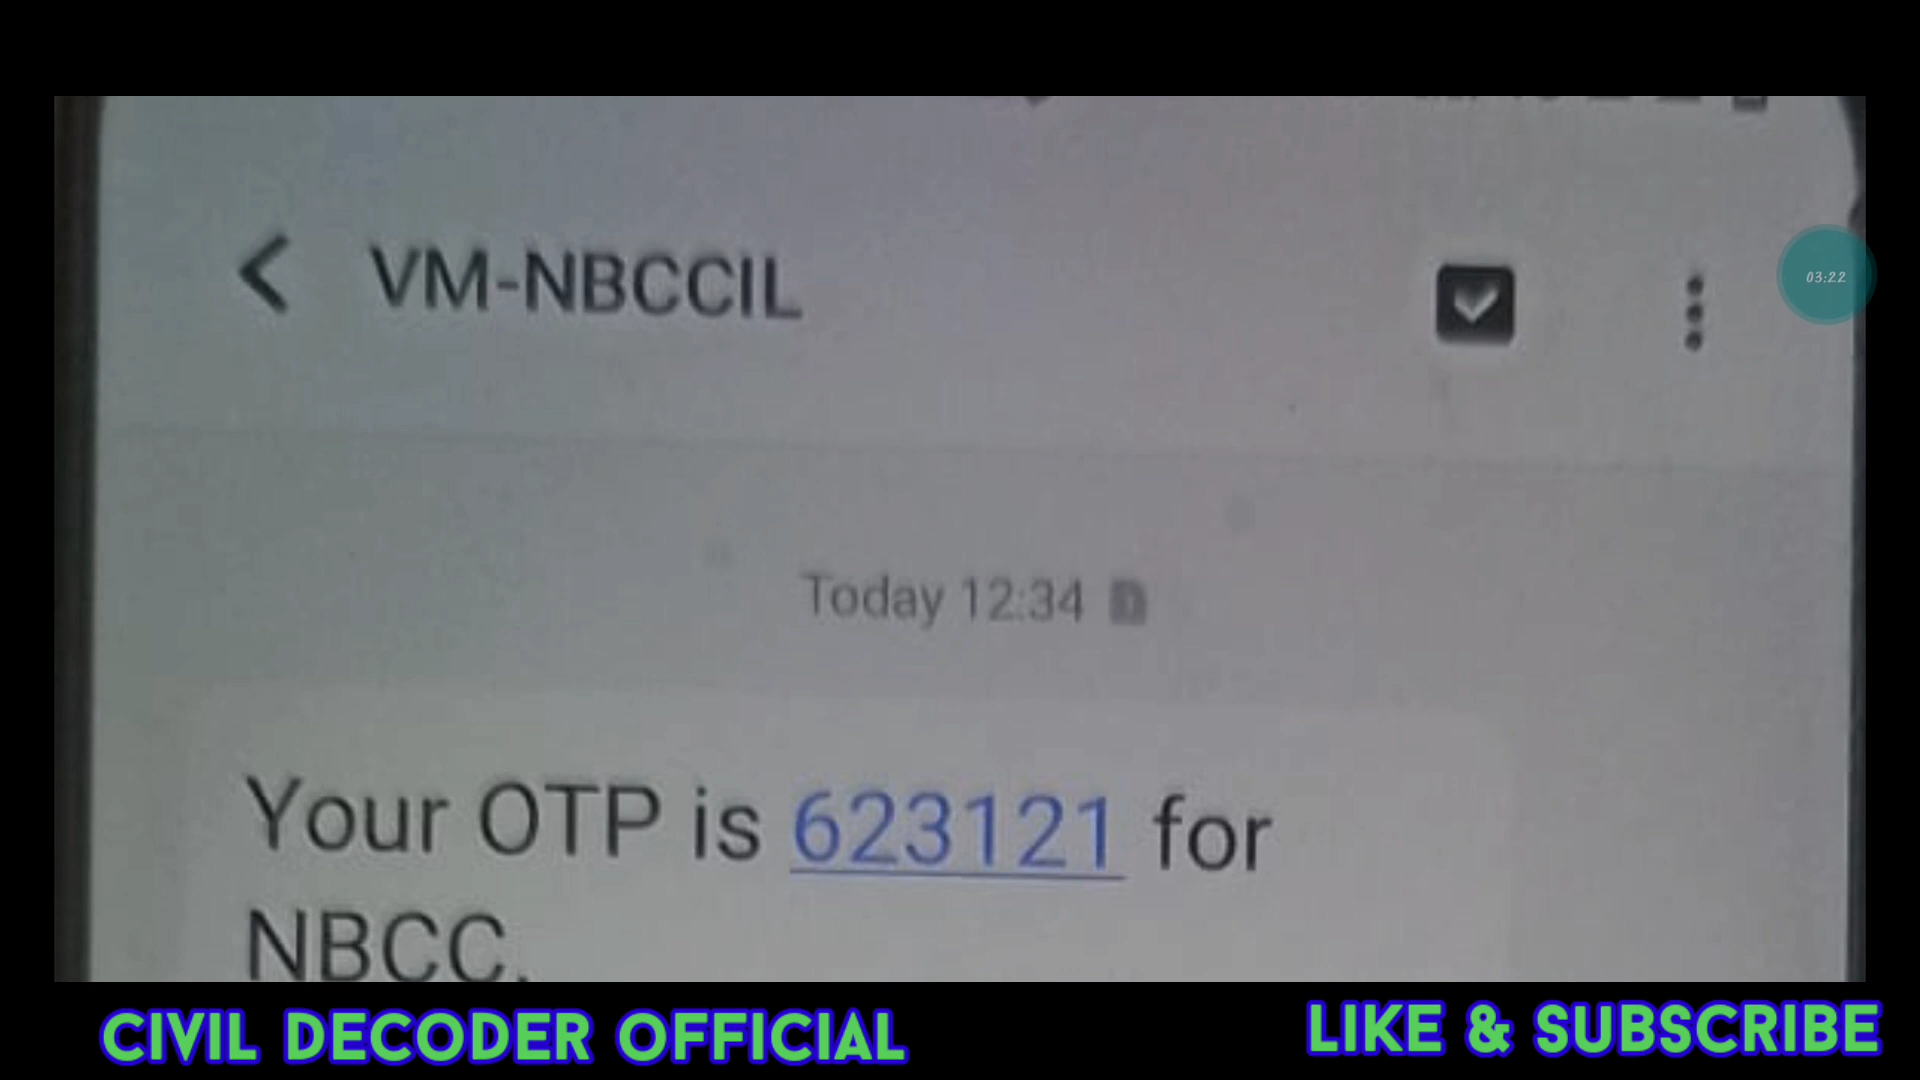 VM-NBCCIL
03:22
Today 12:34
Your OTP is 623121 for
NBCC.
CIVIL DECODER OFFICIAL
LIKE & SUBSCRIBE